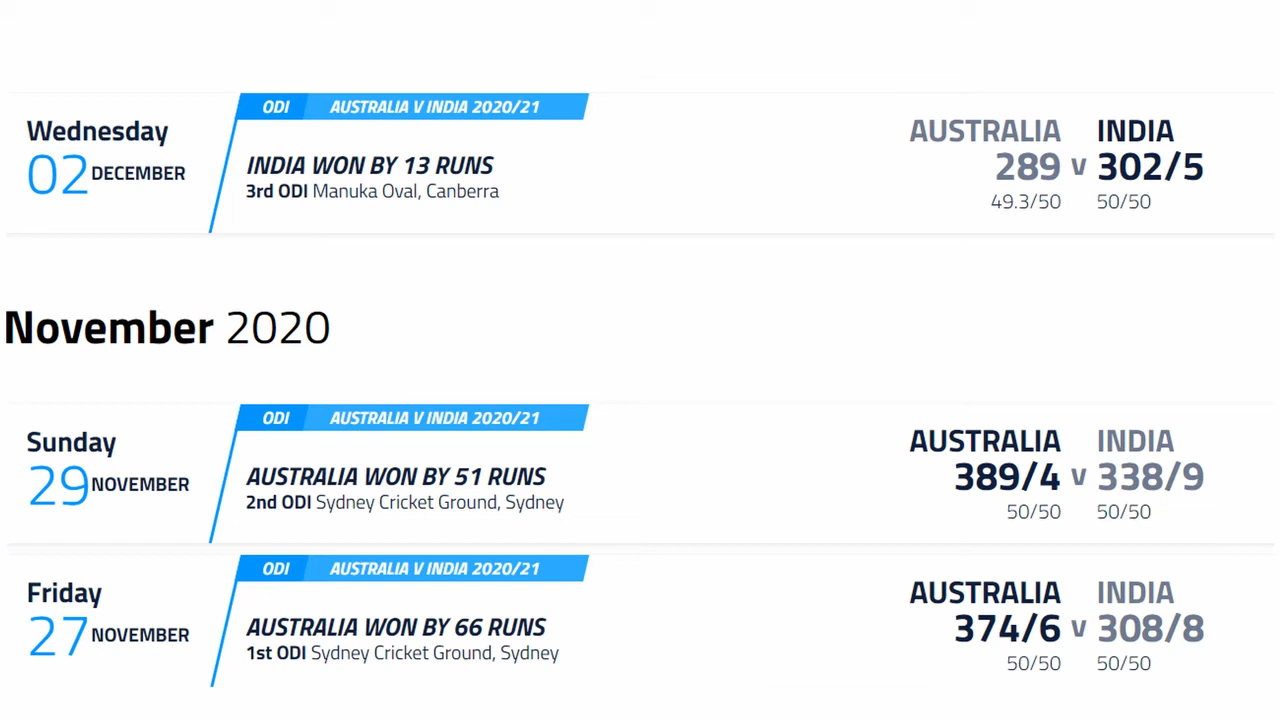 ODI AUSTRALIA V INDIA 2020/21
Wednesday
02 DECEMBER
INDIA WON BY 13 RUNS
3rd ODI Manuka Oval, Canberra
AUSTRALIA INDIA
289 v 302/5
49.3/50 50/50
November 2020
ODI AUSTRALIA V INDIA 2020/21
Sunday
29 NOVEMBER
AUSTRALIA WON BY 51 RUNS
2nd ODI Sydney Cricket Ground, Sydney
AUSTRALIA INDIA
389/4 v 338/9
50/50 50/50
ODI AUSTRALIA V INDIA 2020/21
Friday
27 NOVEMBER
AUSTRALIA WON BY 66 RUNS
1st ODI Sydney Cricket Ground, Sydney
AUSTRALIA INDIA
374/6 v 308/8
50/50 50/50